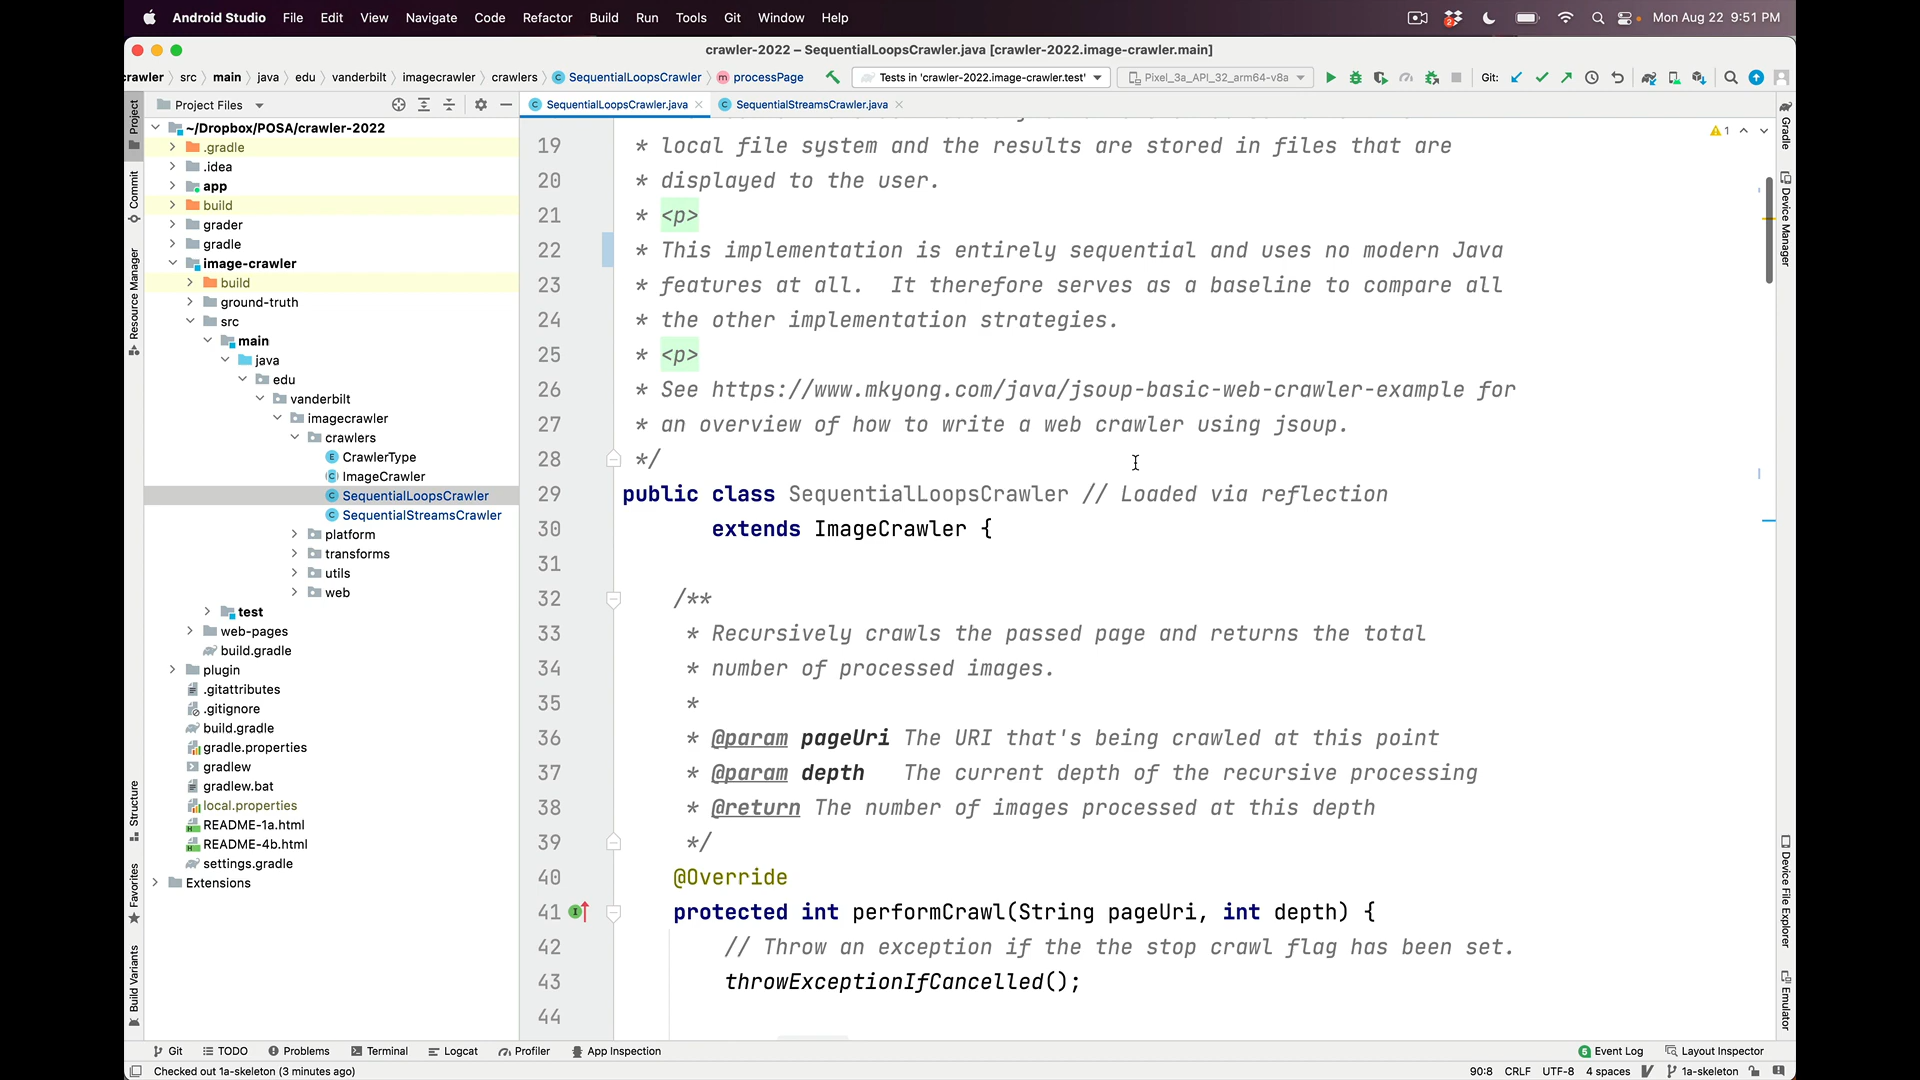 Android Studio File Edit View Navigate Code Refactor Build Run Tools Git Window Help
2
Mon Aug 22 9:51 PM
crawler-2022 – SequentialLoopsCrawler.java [crawler-2022.image-crawler.main]
crawler src main java edu vanderbilt imagecrawler crawlers SequentialLoopsCrawler processPage
Tests in 'crawler-2022.image-crawler.test' Pixel_3a_API_32_arm64-v8a Git:
Project Files
SequentialLoopsCrawler.java SequentialStreamsCrawler.java
Project
Commit
Resource Manager
Structure
Favorites
Build Variants
~/Dropbox/POSA/crawler-2022
.gradle
.idea
app
build
grader
gradle
image-crawler
build
ground-truth
src
main
java
edu
vanderbilt
imagecrawler
crawlers
CrawlerType
ImageCrawler
SequentialLoopsCrawler
SequentialStreamsCrawler
platform
transforms
utils
web
test
web-pages
build.gradle
plugin
.gitattributes
.gitignore
build.gradle
gradle.properties
gradlew
gradlew.bat
local.properties
README-1a.html
README-4b.html
settings.gradle
Extensions
1
19 * local file system and the results are stored in files that are
20 * displayed to the user.
21 * <p>
22 * This implementation is entirely sequential and uses no modern Java
23 * features at all.  It therefore serves as a baseline to compare all
24 * the other implementation strategies.
25 * <p>
26 * See https://www.mkyong.com/java/jsoup-basic-web-crawler-example for
27 * an overview of how to write a web crawler using jsoup.
28 */
29 public class SequentialLoopsCrawler // Loaded via reflection
30 extends ImageCrawler {
31
32 /**
33 * Recursively crawls the passed page and returns the total
34 * number of processed images.
35 *
36 * @param pageUri The URI that's being crawled at this point
37 * @param depth   The current depth of the recursive processing
38 * @return The number of images processed at this depth
39 */
40 @Override
41 protected int performCrawl(String pageUri, int depth) {
42 // Throw an exception if the the stop crawl flag has been set.
43 throwExceptionIfCancelled();
44
Gradle
Device Manager
Device File Explorer
Emulator
Git TODO Problems Terminal Logcat Profiler App Inspection 5 Event Log Layout Inspector
Checked out 1a-skeleton (3 minutes ago) 90:8 CRLF UTF-8 4 spaces 1a-skeleton